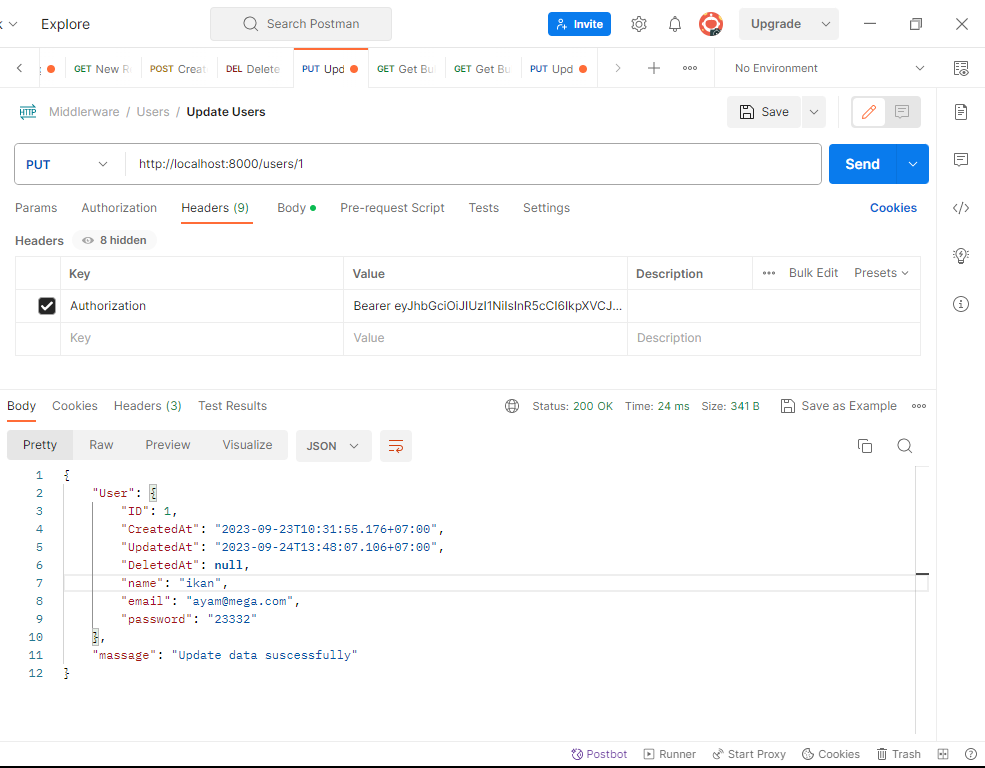 Explore
Search Postman
Invite
Upgrade
GET New R
POST Creat
DEL Delete
PUT Upd
GET Get Bu
GET Get Bu
PUT Upd
No Environment
HTTP
Middlerware / Users / Update Users
Save
PUT
http://localhost:8000/users/1
Send
Params
Authorization
Headers (9)
Body
Pre-request Script
Tests
Settings
Cookies
Headers
8 hidden
Key
Value
Description
Bulk Edit
Presets
Authorization
Bearer eyJhbGciOiJIUzI1NiIsInR5cCI6IkpXVCJ...
Key
Value
Description
Body
Cookies
Headers (3)
Test Results
Status: 200 OK
Time: 24 ms
Size: 341 B
Save as Example
Pretty
Raw
Preview
Visualize
JSON
1 {
2 "User": {
3 "ID": 1,
4 "CreatedAt": "2023-09-23T10:31:55.176+07:00",
5 "UpdatedAt": "2023-09-24T13:48:07.106+07:00",
6 "DeletedAt": null,
7 "name": "ikan",
8 "email": "ayam@mega.com",
9 "password": "23332"
10 },
11 "massage": "Update data suscessfully"
12 }
Postbot
Runner
Start Proxy
Cookies
Trash